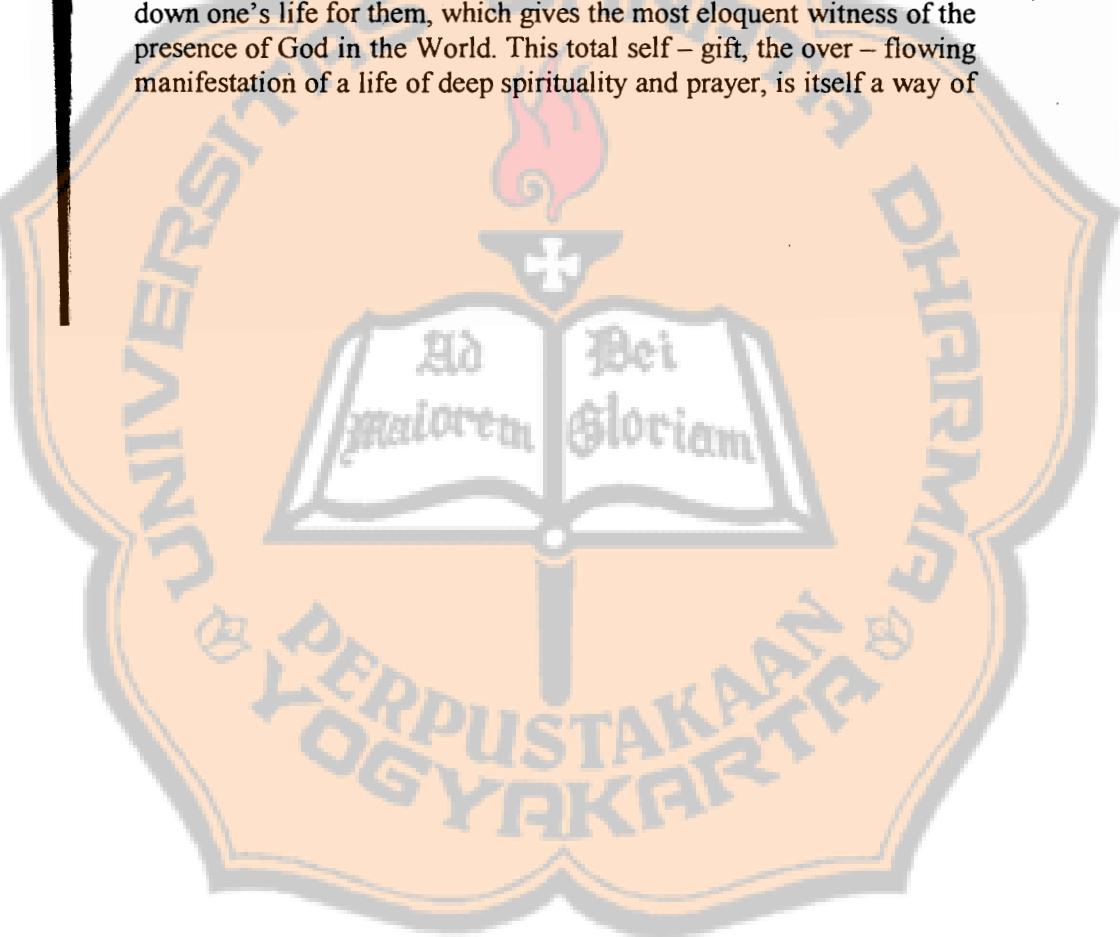 down one’s life for them, which gives the most eloquent witness of the
presence of God in the World. This total self – gift, the over – flowing
manifestation of a life of deep spirituality and prayer, is itself a way of
UNIVERSITAS
DHARMA
Ad
maiorem
Dei
Gloriam
PERPUSTAKAAN
YOGYAKARTA